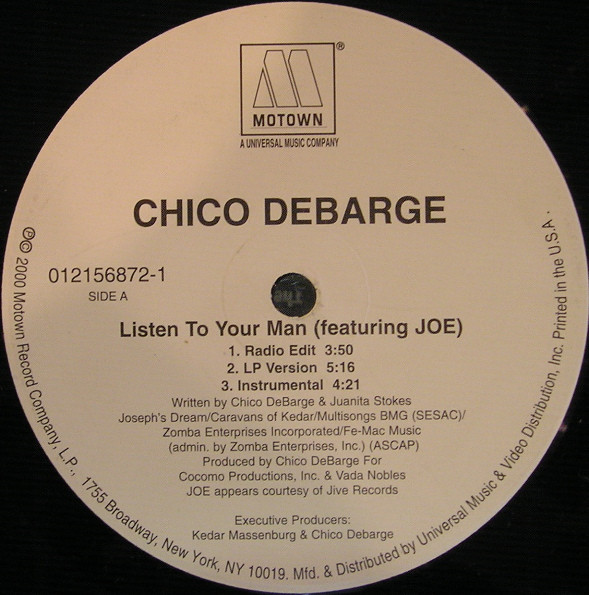 ®
MOTOWN
A UNIVERSAL MUSIC COMPANY
CHICO DEBARGE
012156872-1
SIDE A
Listen To Your Man (featuring JOE)
1. Radio Edit 3:50
2. LP Version 5:16
3. Instrumental 4:21
Written by Chico DeBarge & Juanita Stokes
Joseph's Dream/Caravans of Kedar/Multisongs BMG (SESAC)/
Zomba Enterprises Incorporated/Fe-Mac Music
(admin. by Zomba Enterprises, Inc.) (ASCAP)
Produced by Chico DeBarge For
Cocomo Productions, Inc. & Vada Nobles
JOE appears courtesy of Jive Records
Executive Producers:
Kedar Massenburg & Chico Debarge
℗© 2000 Motown Record Company, L.P., 1755 Broadway, New York, NY 10019. Mfd. & Distributed by Universal Music & Video Distribution, Inc. Printed in the U.S.A.